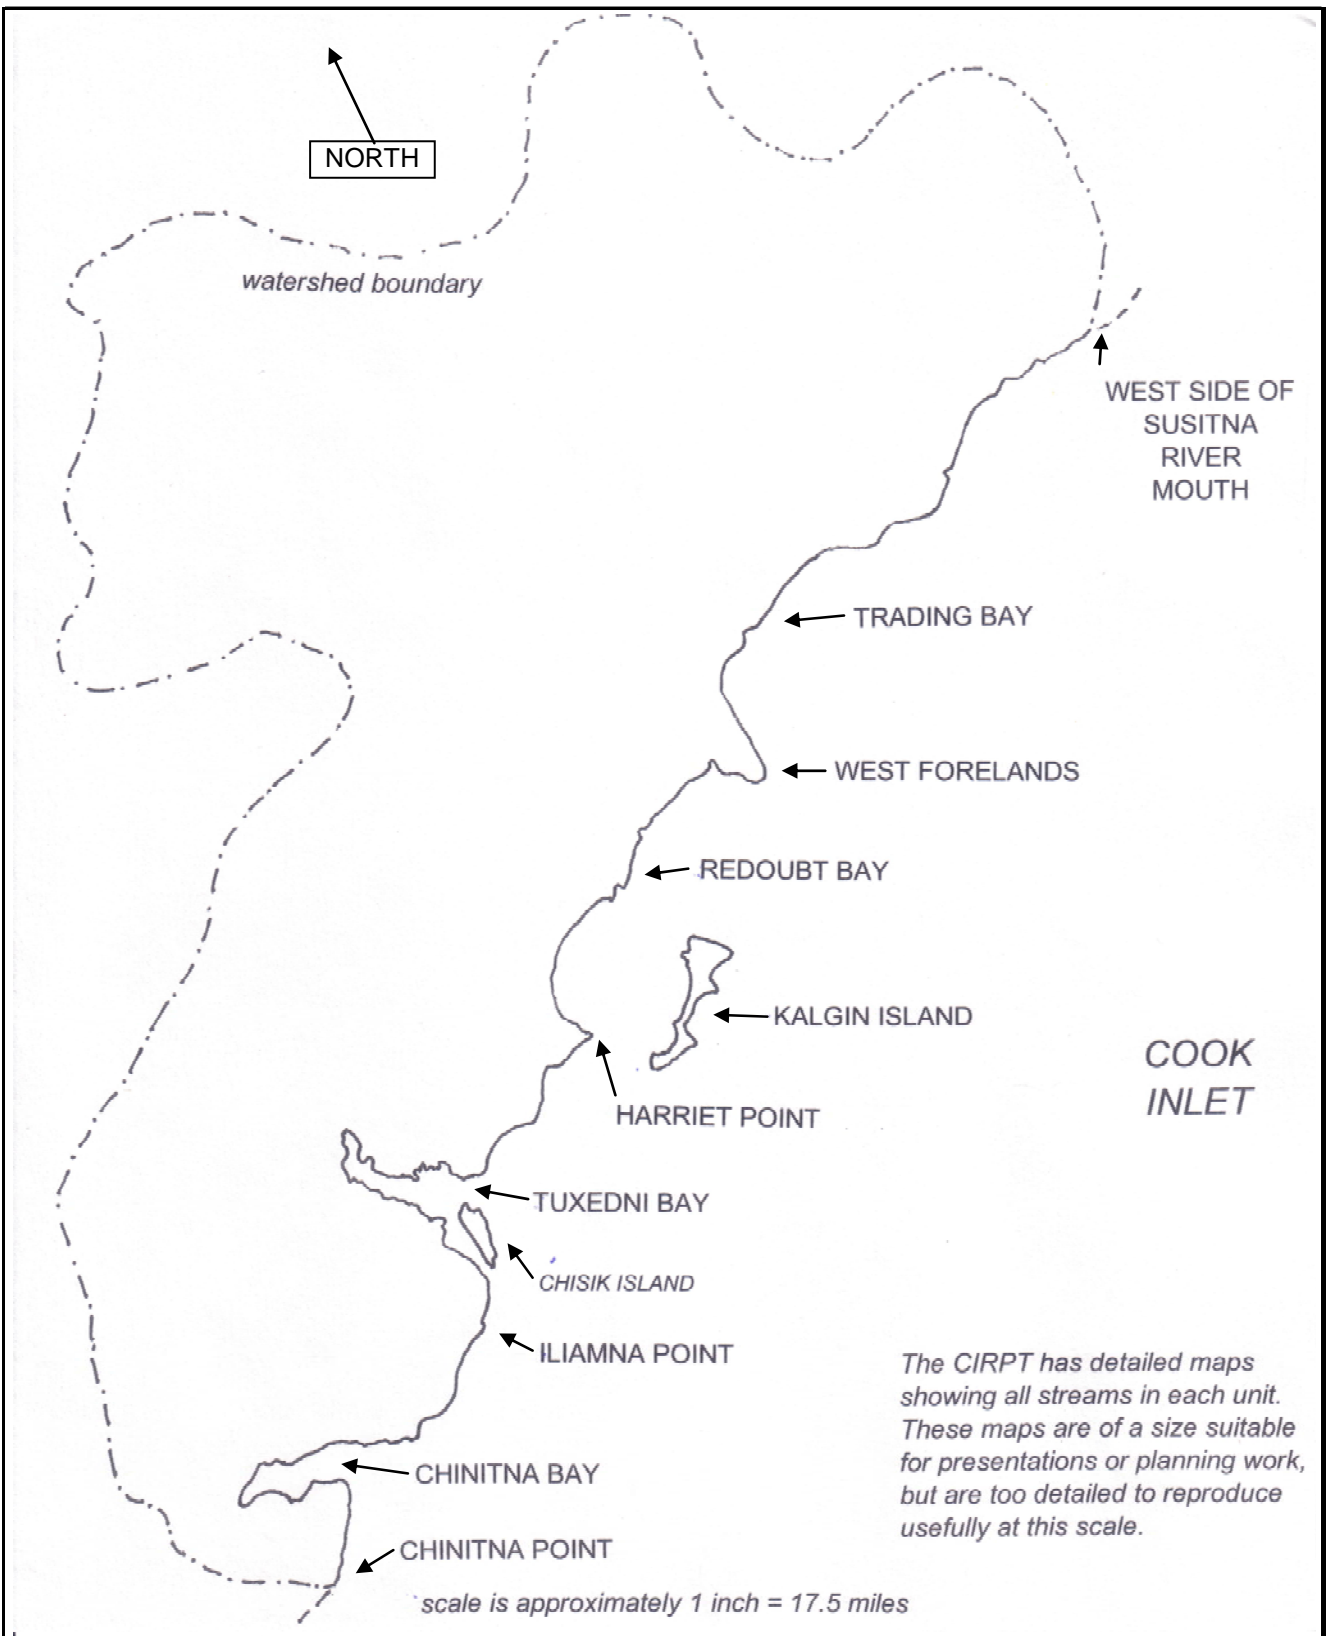 NORTH
watershed boundary
WEST SIDE OF
SUSITNA
RIVER
MOUTH
TRADING BAY
WEST FORELANDS
REDOUBT BAY
KALGIN ISLAND
COOK
INLET
HARRIET POINT
TUXEDNI BAY
CHISIK ISLAND
ILIAMNA POINT
The CIRPT has detailed maps
showing all streams in each unit.
These maps are of a size suitable
for presentations or planning work,
but are too detailed to reproduce
usefully at this scale.
CHINITNA BAY
CHINITNA POINT
scale is approximately 1 inch = 17.5 miles